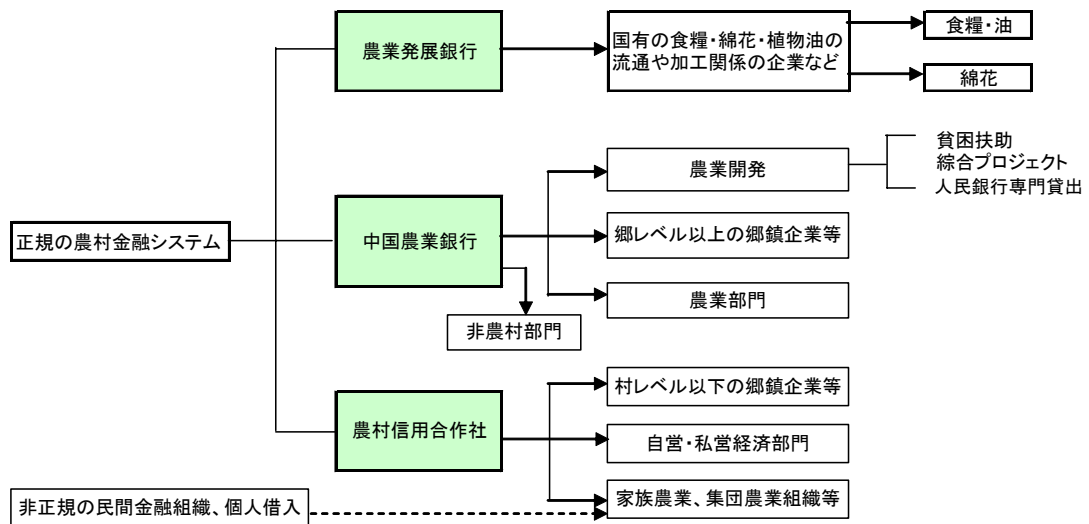 農業発展銀行
国有の食糧・綿花・植物油の
流通や加工関係の企業など
食糧・油
綿花
農業開発
貧困扶助
綜合プロジェクト
人民銀行専門貸出
正規の農村金融システム
中国農業銀行
郷レベル以上の郷鎮企業等
農業部門
非農村部門
村レベル以下の郷鎮企業等
農村信用合作社
自営・私営経済部門
家族農業、集団農業組織等
非正規の民間金融組織、個人借入